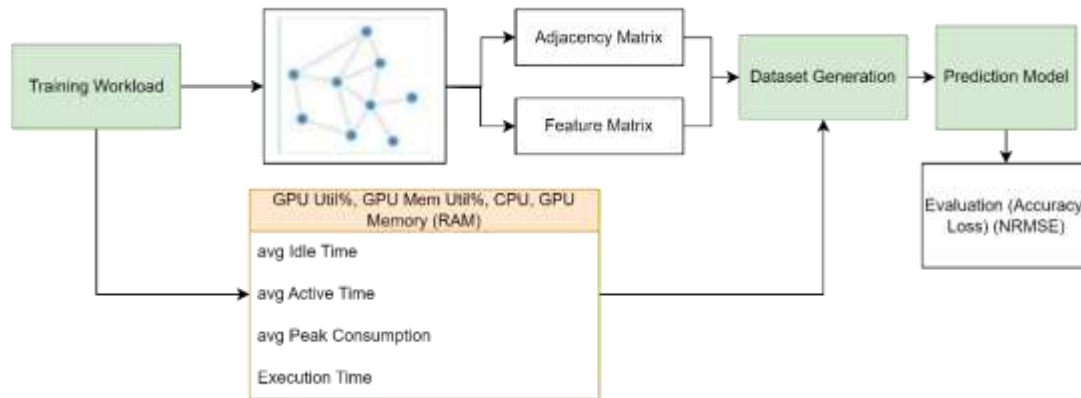 Training Workload
Adjacency Matrix
Feature Matrix
Dataset Generation
Prediction Model
GPU Util%, GPU Mem Util%, CPU, GPU
Memory (RAM)
avg Idle Time
avg Active Time
avg Peak Consumption
Execution Time
Evaluation (Accuracy
Loss) (NRMSE)